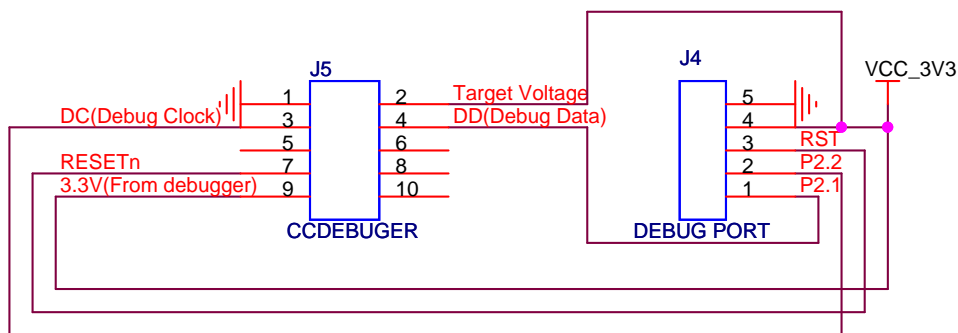 J5
J4
VCC_3V3
1 2 Target Voltage 5
DC(Debug Clock) 3 4 DD(Debug Data) 4
5 6 3 RST
RESETn 7 8 2 P2.2
3.3V(From debugger) 9 10 1 P2.1
CCDEBUGER DEBUG PORT